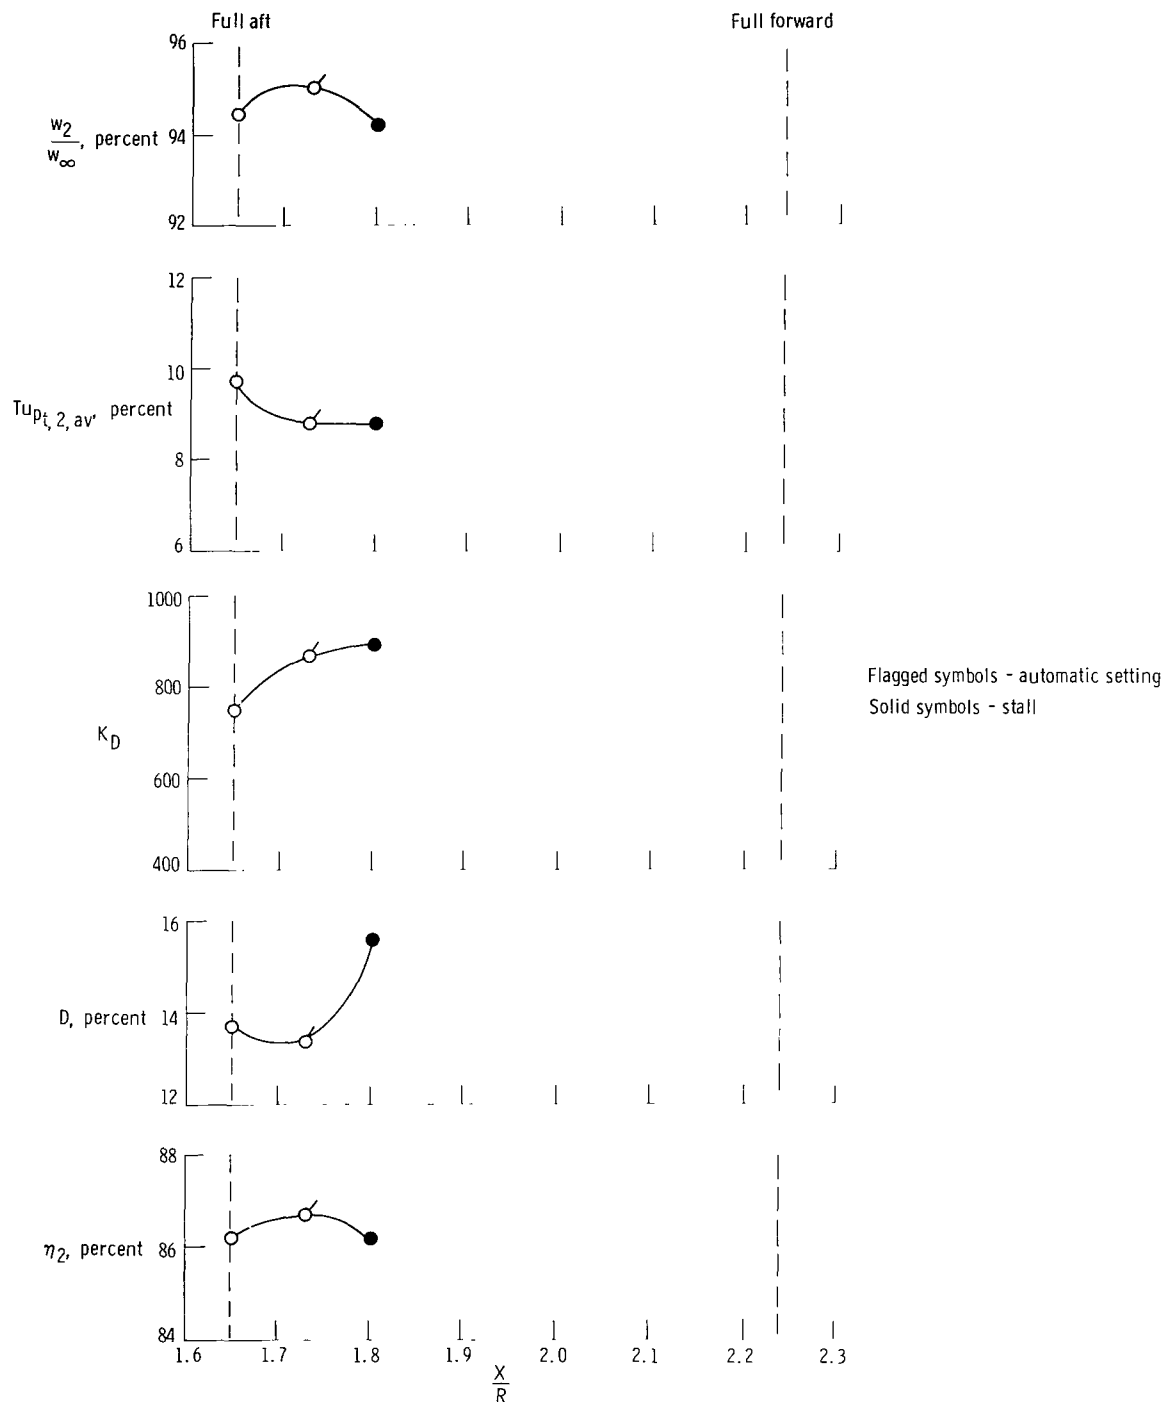 Full aft
Full forward
96
w2/w∞, percent 94
92
12
10
Tu pt, 2, av, percent
8
6
1000
800
KD
600
400
Flagged symbols - automatic setting
Solid symbols - stall
16
D, percent 14
12
88
η2, percent 86
84
1.6 1.7 1.8 1.9 2.0 2.1 2.2 2.3
X/R